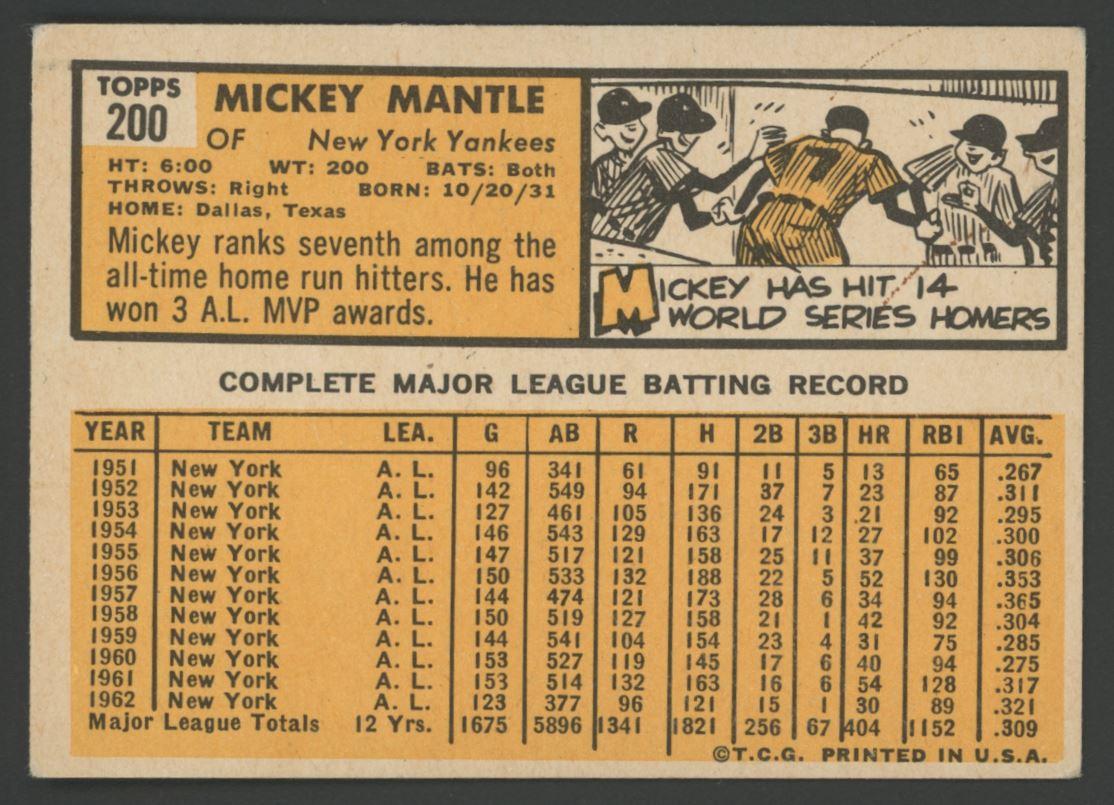 TOPPS
200
MICKEY MANTLE
OF New York Yankees
HT: 6:00 WT: 200 BATS: Both
THROWS: Right BORN: 10/20/31
HOME: Dallas, Texas
Mickey ranks seventh among the
all-time home run hitters. He has
won 3 A.L. MVP awards.
7
MICKEY HAS HIT 14
WORLD SERIES HOMERS
COMPLETE MAJOR LEAGUE BATTING RECORD
YEAR TEAM LEA. G AB R H 2B 3B HR RBI AVG.
1951 New York A. L. 96 341 61 91 11 5 13 65 .267
1952 New York A. L. 142 549 94 171 37 7 23 87 .311
1953 New York A. L. 127 461 105 136 24 3 21 92 .295
1954 New York A. L. 146 543 129 163 17 12 27 102 .300
1955 New York A. L. 147 517 121 158 25 11 37 99 .306
1956 New York A. L. 150 533 132 188 22 5 52 130 .353
1957 New York A. L. 144 474 121 173 28 6 34 94 .365
1958 New York A. L. 150 519 127 158 21 1 42 92 .304
1959 New York A. L. 144 541 104 154 23 4 31 75 .285
1960 New York A. L. 153 527 119 145 17 6 40 94 .275
1961 New York A. L. 153 514 132 163 16 6 54 128 .317
1962 New York A. L. 123 377 96 121 15 1 30 89 .321
Major League Totals 12 Yrs. 1675 5896 1341 1821 256 67 404 1152 .309
©T.C.G. PRINTED IN U.S.A.